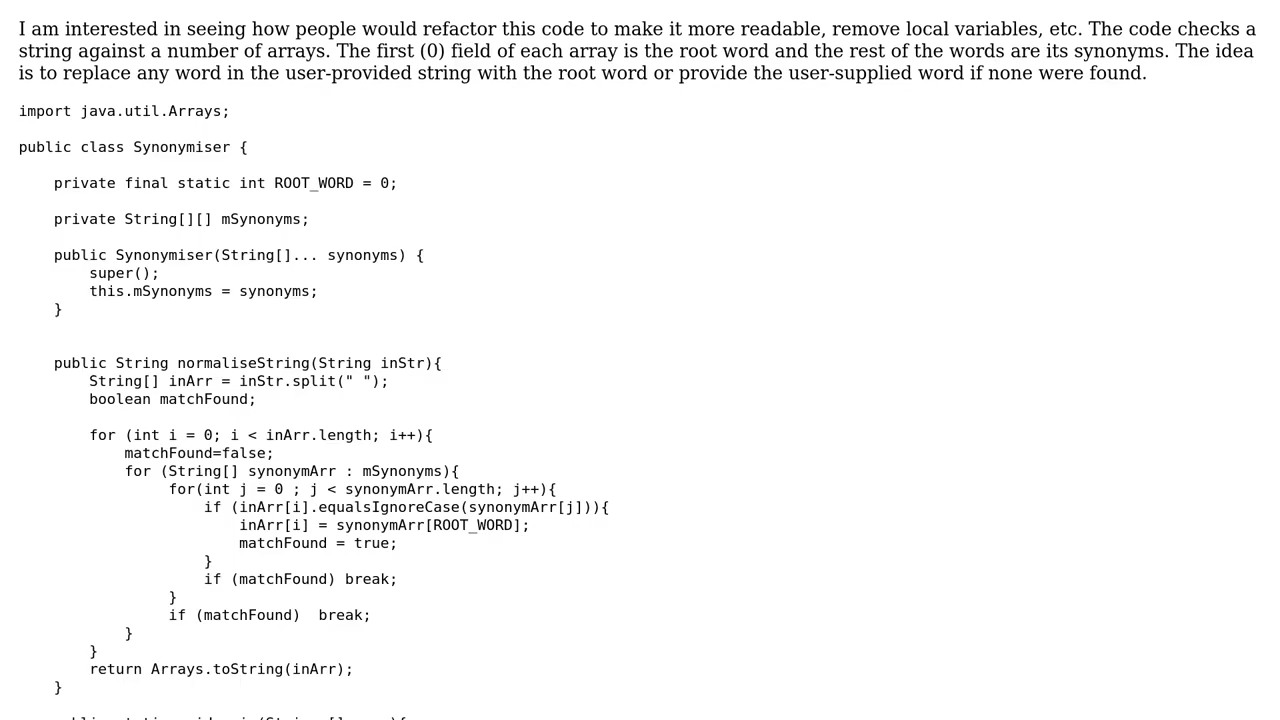 I am interested in seeing how people would refactor this code to make it more readable, remove local variables, etc. The code checks a
string against a number of arrays. The first (0) field of each array is the root word and the rest of the words are its synonyms. The idea
is to replace any word in the user-provided string with the root word or provide the user-supplied word if none were found.
import java.util.Arrays;
public class Synonymiser {
    private final static int ROOT_WORD = 0;
    private String[][] mSynonyms;
    public Synonymiser(String[]... synonyms) {
        super();
        this.mSynonyms = synonyms;
    }
    public String normaliseString(String inStr){
        String[] inArr = inStr.split(" ");
        boolean matchFound;
        for (int i = 0; i < inArr.length; i++){
            matchFound=false;
            for (String[] synonymArr : mSynonyms){
                 for(int j = 0 ; j < synonymArr.length; j++){
                     if (inArr[i].equalsIgnoreCase(synonymArr[j])){
                         inArr[i] = synonymArr[ROOT_WORD];
                         matchFound = true;
                     }
                     if (matchFound) break;
                 }
                 if (matchFound)  break;
            }
        }
        return Arrays.toString(inArr);
    }